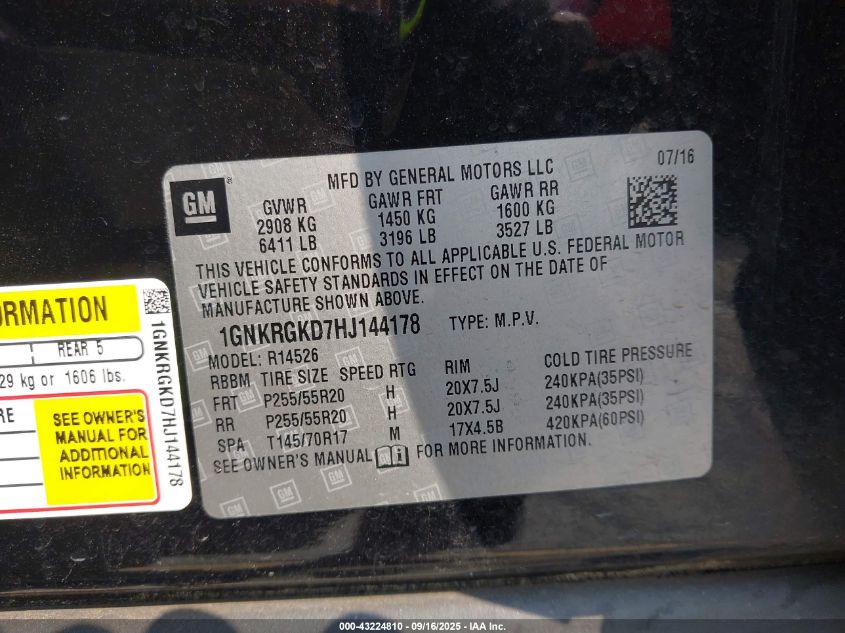 GM ®
MFD BY GENERAL MOTORS LLC 07/16
GVWR GAWR FRT GAWR RR
2908 KG 1450 KG 1600 KG
6411 LB 3196 LB 3527 LB
THIS VEHICLE CONFORMS TO ALL APPLICABLE U.S. FEDERAL MOTOR
VEHICLE SAFETY STANDARDS IN EFFECT ON THE DATE OF
MANUFACTURE SHOWN ABOVE.
1GNKRGKD7HJ144178 TYPE: M.P.V.
MODEL: R14526
RBBM TIRE SIZE SPEED RTG RIM COLD TIRE PRESSURE
FRT P255/55R20 H 20X7.5J 240KPA(35PSI)
RR P255/55R20 H 20X7.5J 240KPA(35PSI)
SPA T145/70R17 M 17X4.5B 420KPA(60PSI)
SEE OWNER'S MANUAL i FOR MORE INFORMATION.
GM
RMATION
REAR 5
29 kg or 1606 lbs.
RE
SEE OWNER'S
MANUAL FOR
ADDITIONAL
INFORMATION
1GNKRGKD7HJ144178
000-43224810 - 09/16/2025 - IAA Inc.